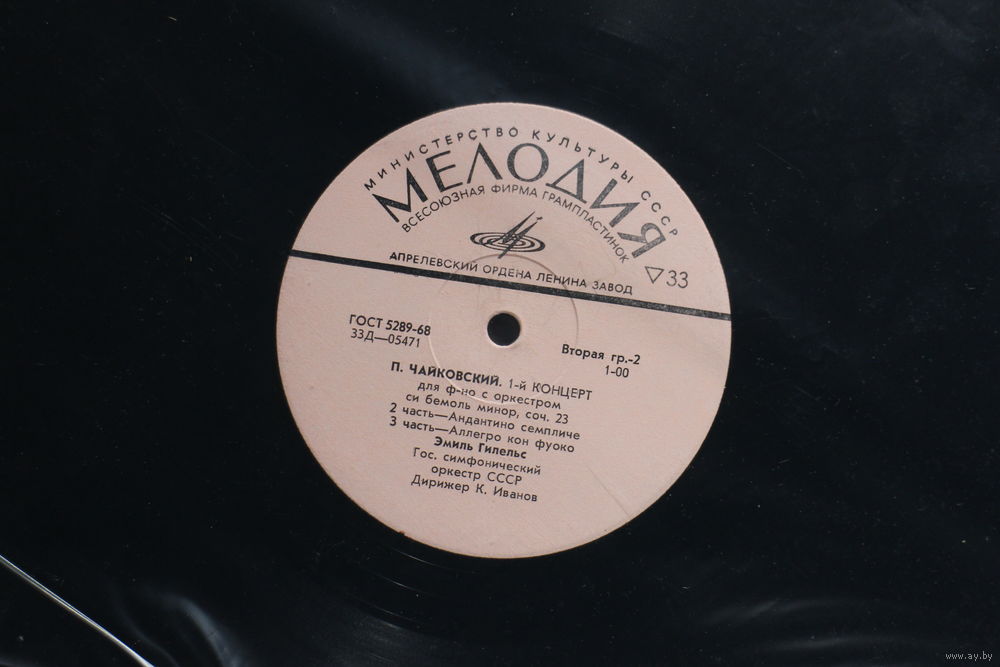 МИНИСТЕРСТВО КУЛЬТУРЫ СССР
МЕЛОДИЯ
ВСЕСОЮЗНАЯ ФИРМА ГРАМПЛАСТИНОК
АПРЕЛЕВСКИЙ ОРДЕНА ЛЕНИНА ЗАВОД
▽33
ГОСТ 5289-68
33Д—05471
Вторая гр.-2
1-00
П. ЧАЙКОВСКИЙ. 1-й КОНЦЕРТ
для ф-но с оркестром
си бемоль минор, соч. 23
2 часть—Андантино семпличе
3 часть—Аллегро кон фуоко
Эмиль Гилельс
Гос. симфонический
оркестр СССР
Дирижер К. Иванов
www.ay.by